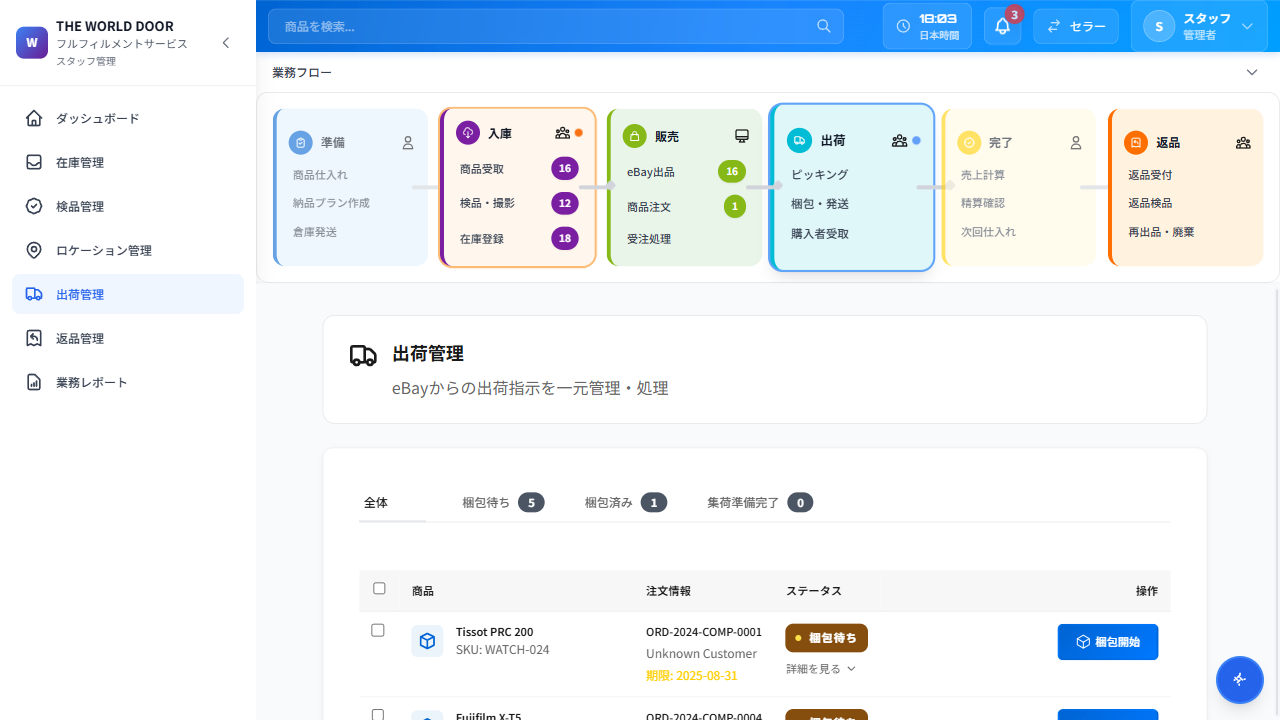 W
THE WORLD DOOR
フルフィルメントサービス
スタッフ管理
ダッシュボード
在庫管理
検品管理
ロケーション管理
出荷管理
返品管理
業務レポート
商品を検索...
18:03
日本時間
3
セラー
S
スタッフ
管理者
業務フロー
準備
商品仕入れ
納品プラン作成
倉庫発送
入庫
商品受取 16
検品・撮影 12
在庫登録 18
販売
eBay出品 16
商品注文 1
受注処理
出荷
ピッキング
梱包・発送
購入者受取
完了
売上計算
精算確認
次回仕入れ
返品
返品受付
返品検品
再出品・廃棄
出荷管理
eBayからの出荷指示を一元管理・処理
全体 梱包待ち 5 梱包済み 1 集荷準備完了 0
商品 注文情報 ステータス 操作
Tissot PRC 200
SKU: WATCH-024
ORD-2024-COMP-0001
Unknown Customer
期限: 2025-08-31
梱包待ち
詳細を見る
梱包開始
Fujifilm X-T5
ORD-2024-COMP-0004
梱包待ち